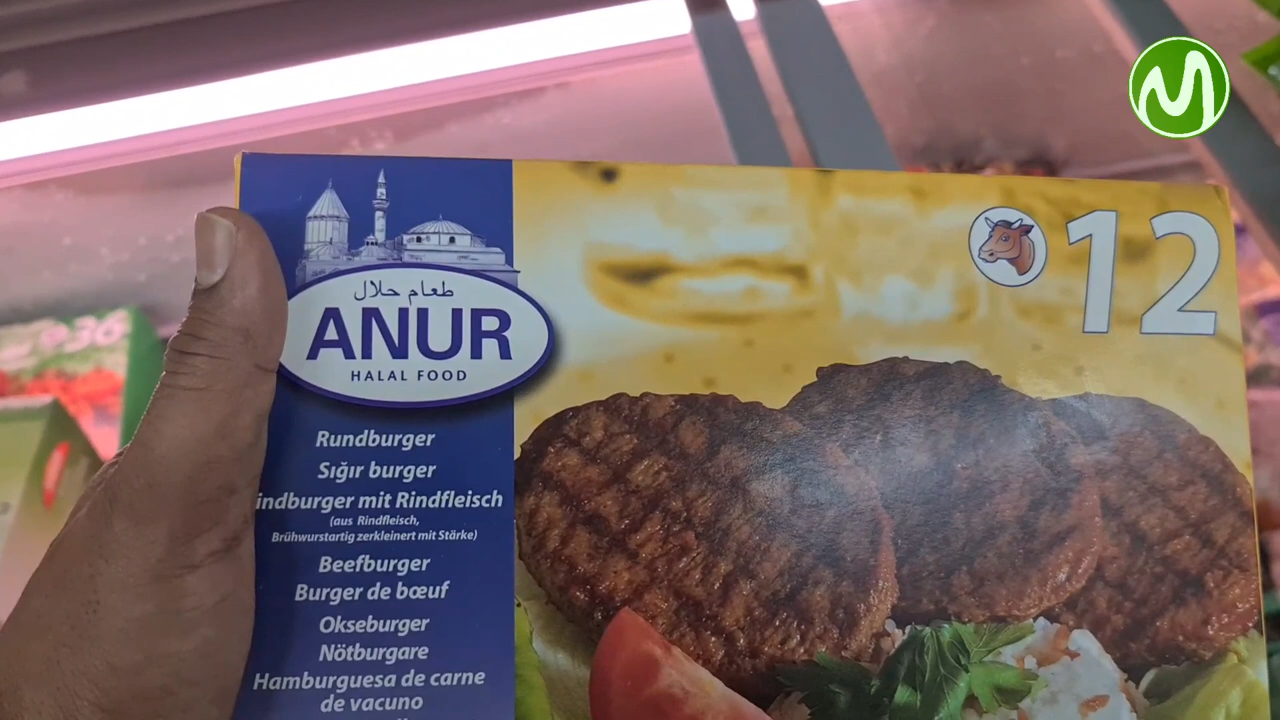 طعام حلال
ANUR
HALAL FOOD
Rundburger
Sığır burger
indburger mit Rindfleisch
(aus Rindfleisch,
Brühwurstartig zerkleinert mit Stärke)
Beefburger
Burger de bœuf
Okseburger
Nötburgare
Hamburguesa de carne
de vacuno
12
36